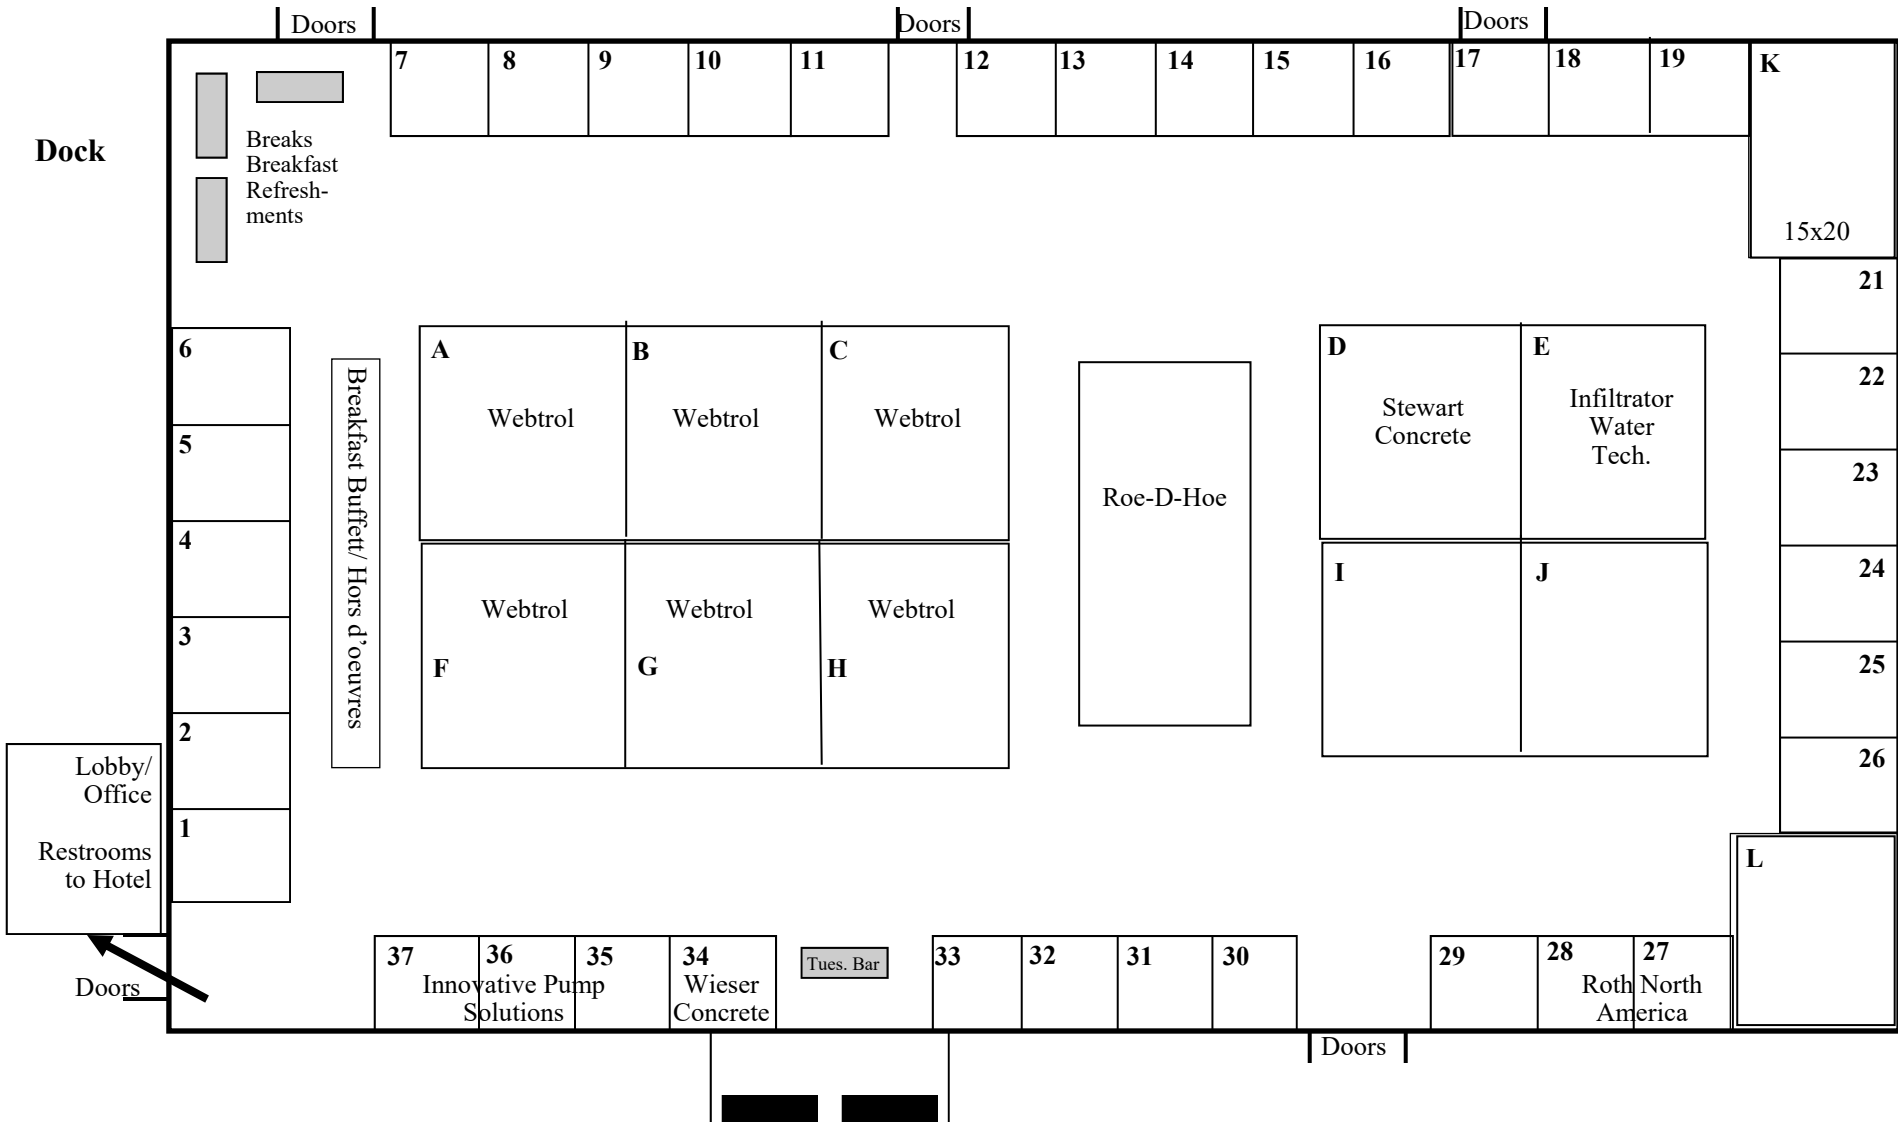 Doors
Doors
Doors
7
8
9
10
11
12
13
14
15
16
17
18
19
K
Dock
Breaks
Breakfast
Refresh-
ments
15x20
21
22
23
24
25
26
6
5
4
3
2
1
Breakfast Buffett/ Hors d’oeuvres
A
B
C
Webtrol
Webtrol
Webtrol
Webtrol
Webtrol
Webtrol
F
G
H
Roe-D-Hoe
D
E
Stewart
Concrete
Infiltrator
Water
Tech.
I
J
Lobby/
Office
Restrooms
to Hotel
Doors
L
37
36
35
34
Innovative Pump
Solutions
Wieser
Concrete
Tues. Bar
33
32
31
30
29
28
27
Roth North
America
Doors